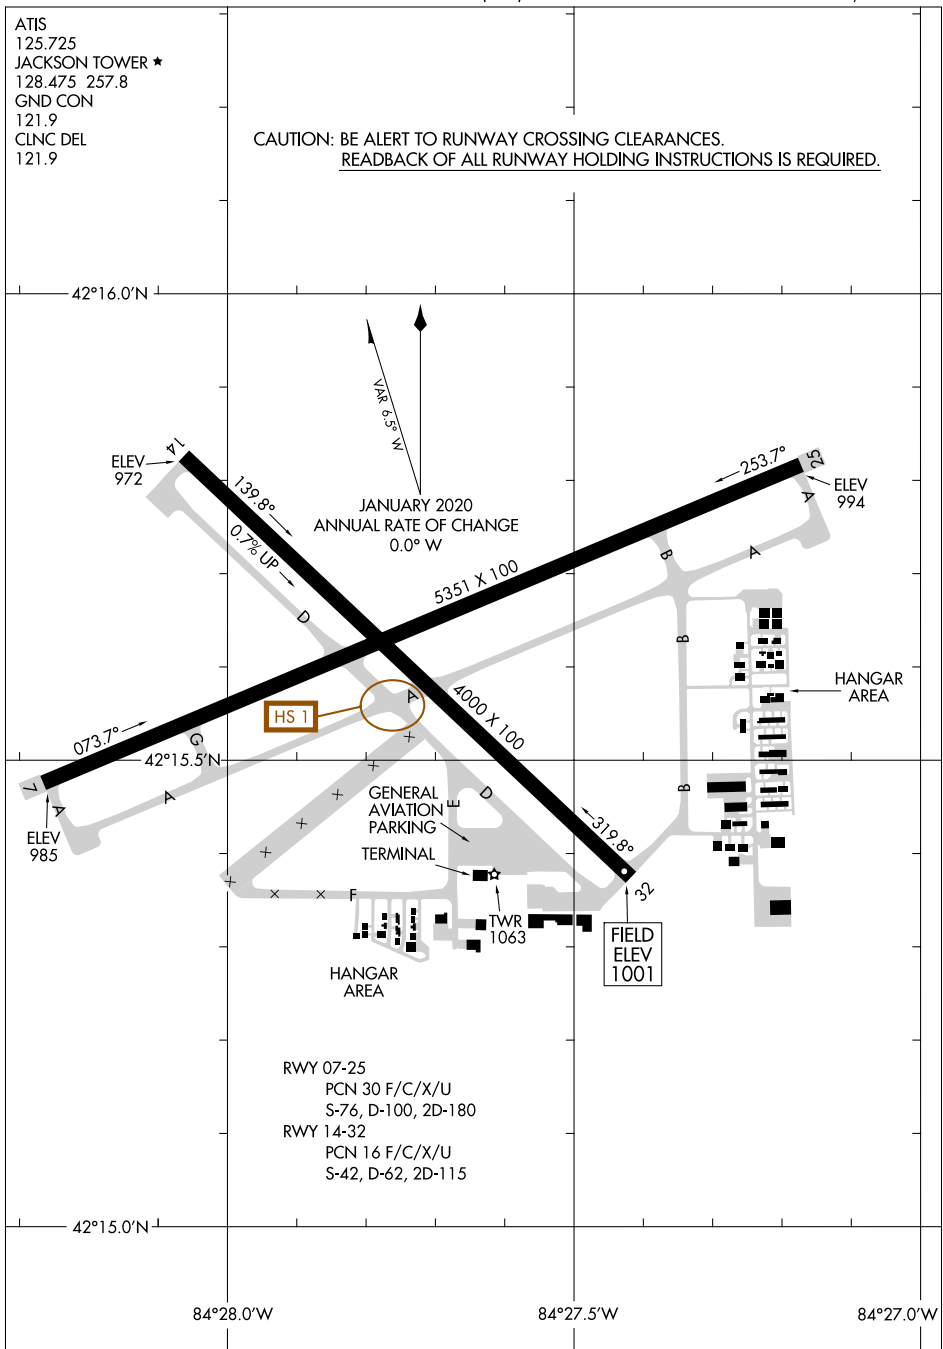 ATIS
125.725
JACKSON TOWER ★
128.475 257.8
GND CON
121.9
CLNC DEL
121.9
CAUTION: BE ALERT TO RUNWAY CROSSING CLEARANCES.
READBACK OF ALL RUNWAY HOLDING INSTRUCTIONS IS REQUIRED.
42°16.0'N
VAR 6.5° W
JANUARY 2020
ANNUAL RATE OF CHANGE
0.0° W
14
ELEV
972
139.8°
0.7% UP
253.7°
25
ELEV
994
A
A
B
B
B
5351 X 100
D
A
HS 1
4000 X 100
HANGAR
AREA
073.7°
G
42°15.5'N
7
A
A
ELEV
985
GENERAL
AVIATION
PARKING
E
D
319.8°
TERMINAL
F
TWR
1063
32
FIELD
ELEV
1001
HANGAR
AREA
RWY 07-25
PCN 30 F/C/X/U
S-76, D-100, 2D-180
RWY 14-32
PCN 16 F/C/X/U
S-42, D-62, 2D-115
42°15.0'N
84°28.0'W
84°27.5'W
84°27.0'W